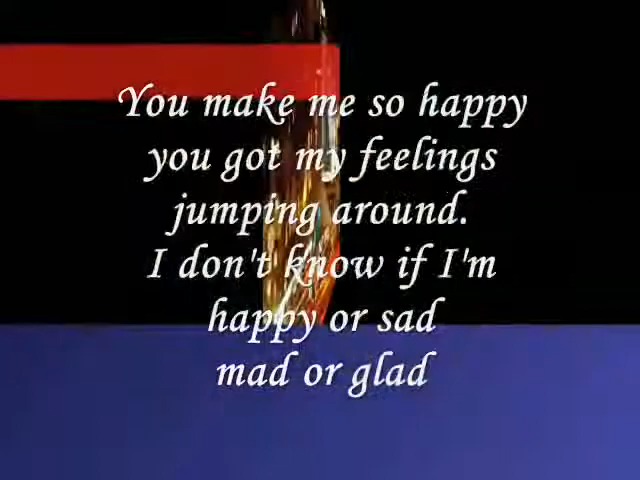 You make me so happy
you got my feelings
jumping around.
I don't know if I'm
happy or sad
mad or glad